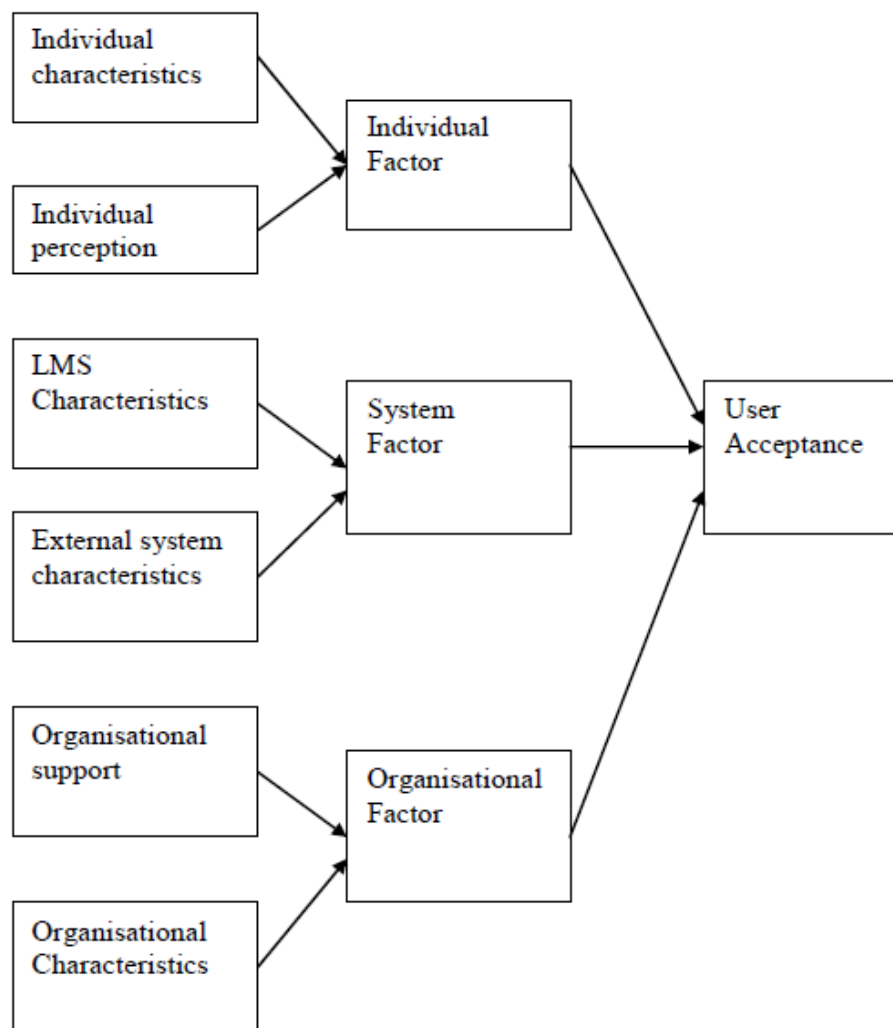 Individual
characteristics
Individual
Factor
Individual
perception
LMS
Characteristics
System
Factor
User
Acceptance
External system
characteristics
Organisational
support
Organisational
Factor
Organisational
Characteristics